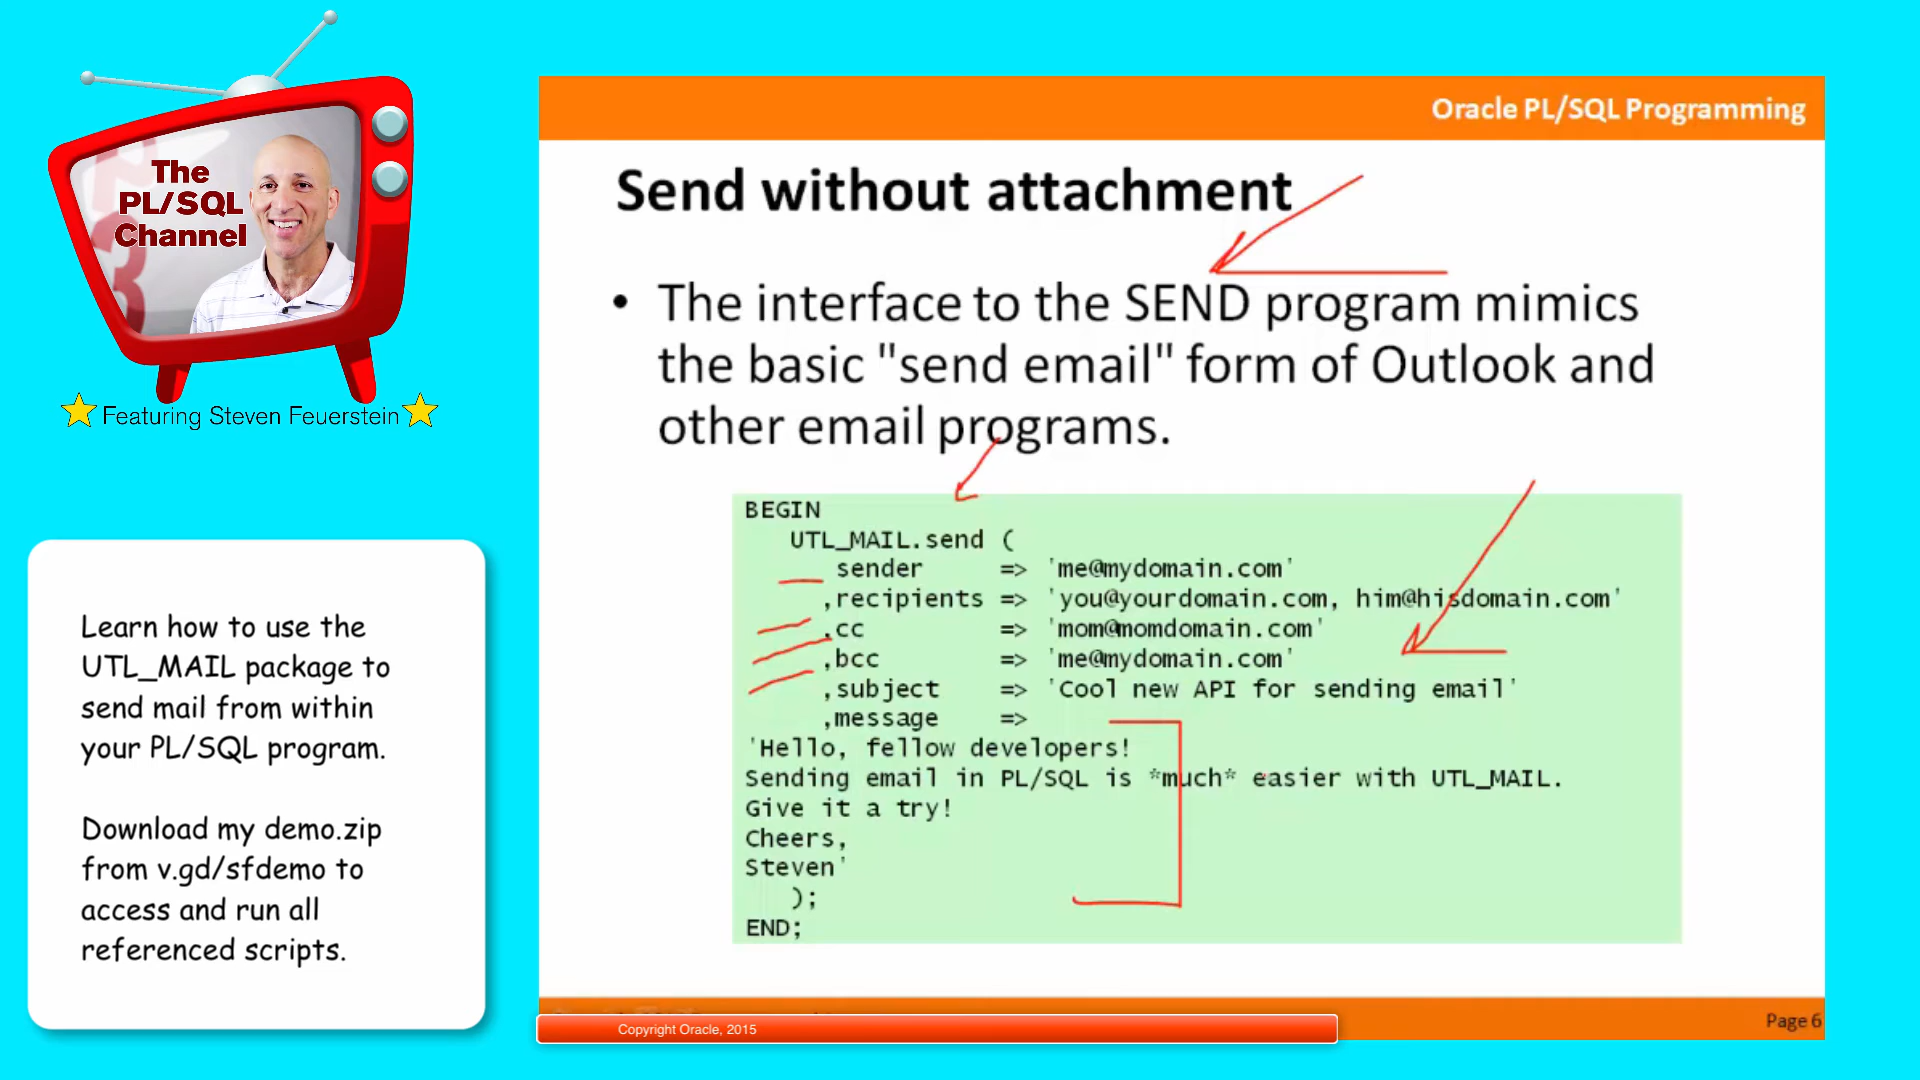 The
PL/SQL
Channel
Featuring Steven Feuerstein
Learn how to use the
UTL_MAIL package to
send mail from within
your PL/SQL program.
Download my demo.zip
from v.gd/sfdemo to
access and run all
referenced scripts.
Oracle PL/SQL Programming
Send without attachment
• The interface to the SEND program mimics
the basic "send email" form of Outlook and
other email programs.
BEGIN
   UTL_MAIL.send (
      sender     => 'me@mydomain.com'
     ,recipients => 'you@yourdomain.com, him@hisdomain.com'
     ,cc         => 'mom@momdomain.com'
     ,bcc        => 'me@mydomain.com'
     ,subject    => 'Cool new API for sending email'
     ,message    =>
'Hello, fellow developers!
Sending email in PL/SQL is *much* easier with UTL_MAIL.
Give it a try!
Cheers,
Steven'
   );
END;
Copyright Oracle, 2015
Page 6